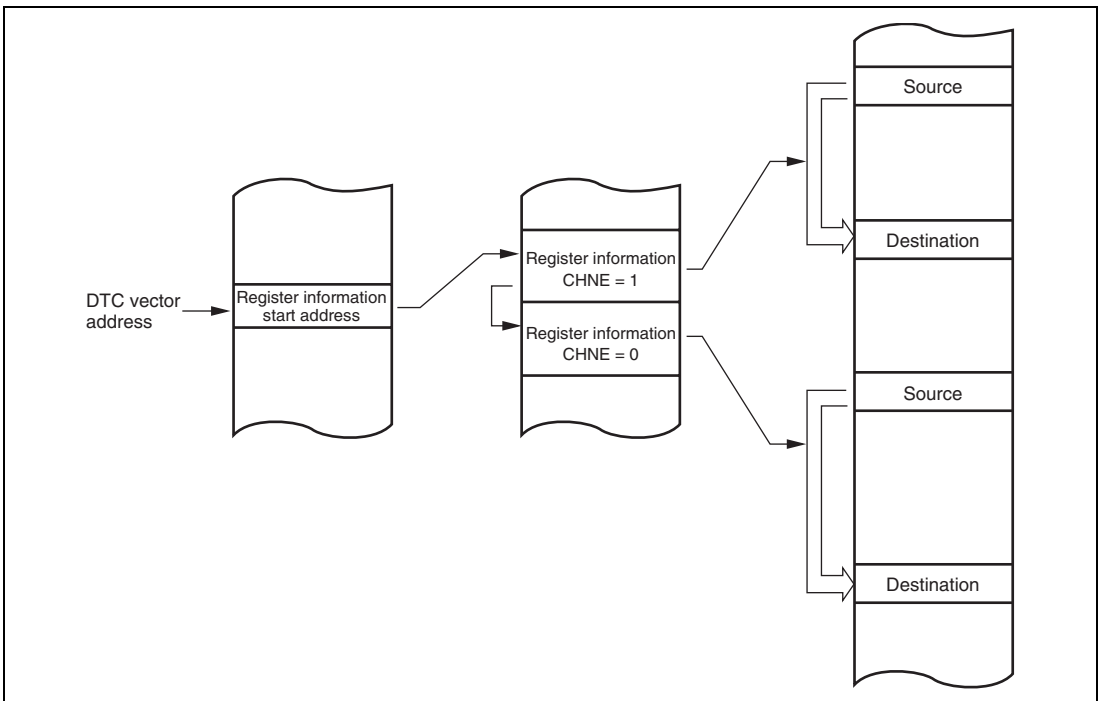 DTC vector
address
Register information
start address
Register information
CHNE = 1
Register information
CHNE = 0
Source
Destination
Source
Destination